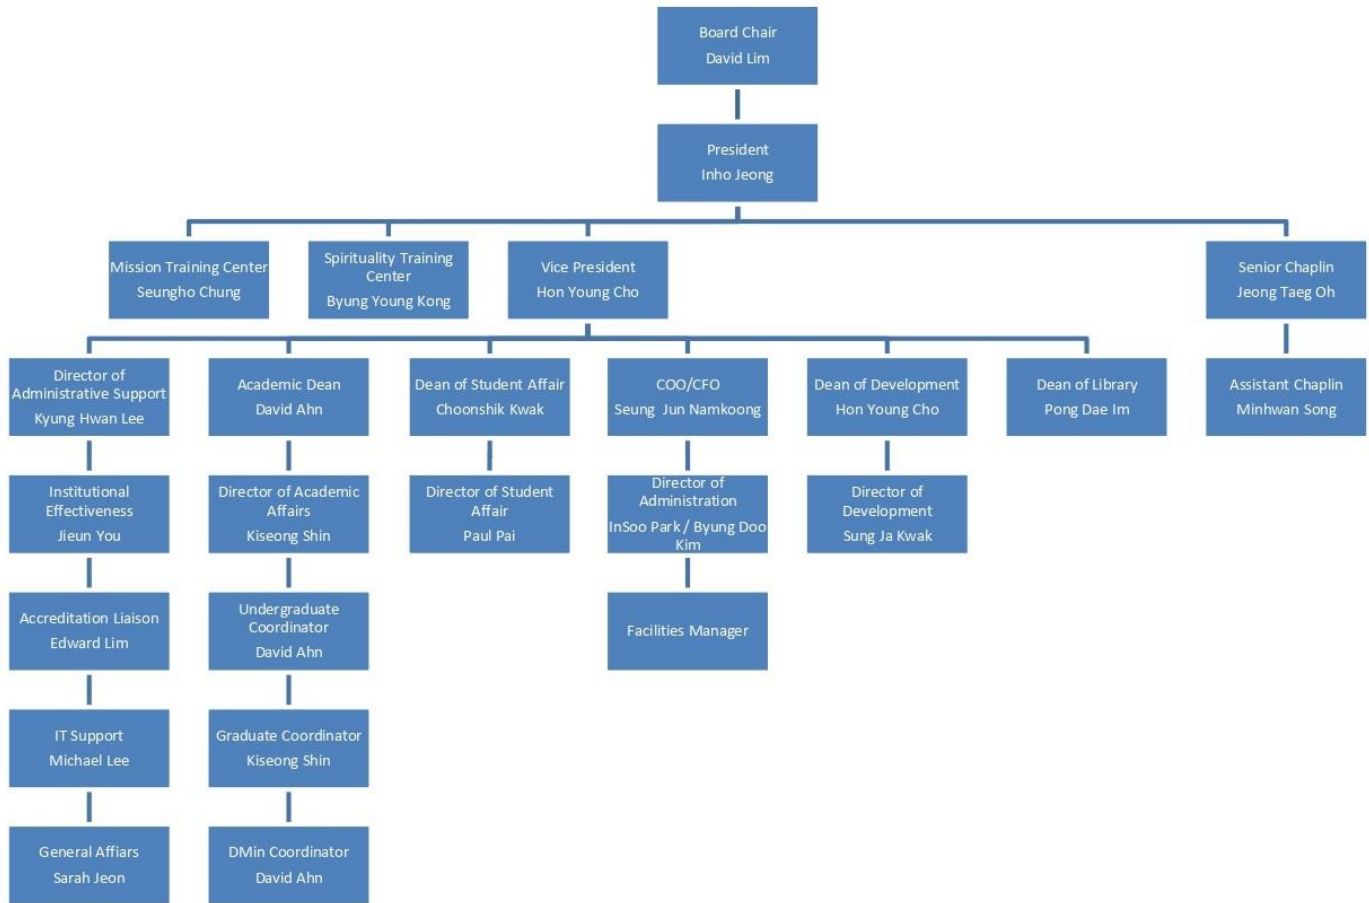 Board Chair
David Lim
President
Inho Jeong
Mission Training Center
Seungho Chung
Spirituality Training
Center
Byung Young Kong
Vice President
Hon Young Cho
Senior Chaplin
Jeong Taeg Oh
Director of
Administrative Support
Kyung Hwan Lee
Academic Dean
David Ahn
Dean of Student Affair
Choonshik Kwak
COO/CFO
Seung Jun Namkoong
Dean of Development
Hon Young Cho
Dean of Library
Pong Dae Im
Assistant Chaplin
Minhwan Song
Institutional
Effectiveness
Jieun You
Director of Academic
Affairs
Kiseong Shin
Director of Student
Affair
Paul Pai
Director of
Administration
InSoo Park / Byung Doo
Kim
Director of
Development
Sung Ja Kwak
Accreditation Liaison
Edward Lim
Undergraduate
Coordinator
David Ahn
Facilities Manager
IT Support
Michael Lee
Graduate Coordinator
Kiseong Shin
General Affiars
Sarah Jeon
DMin Coordinator
David Ahn